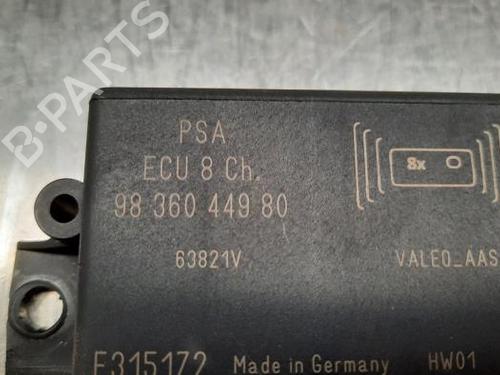 PSA
ECU 8 Ch.
98 360 449 80
8x
63821V
VALEO_AAS
E315172
Made in Germany
HW01
B-PARTS